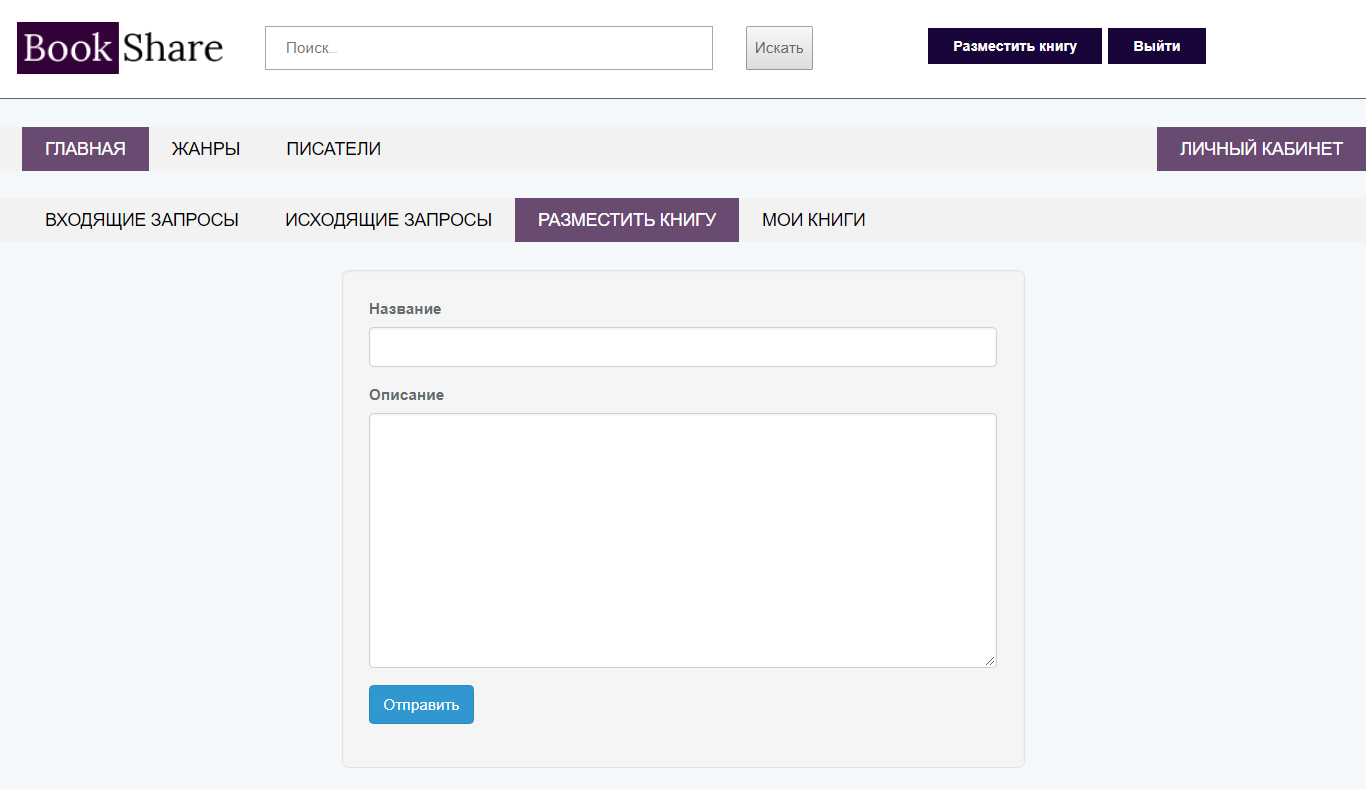 Book Share
Поиск...
Искать
Разместить книгу
Выйти
ГЛАВНАЯ
ЖАНРЫ
ПИСАТЕЛИ
ЛИЧНЫЙ КАБИНЕТ
ВХОДЯЩИЕ ЗАПРОСЫ
ИСХОДЯЩИЕ ЗАПРОСЫ
РАЗМЕСТИТЬ КНИГУ
МОИ КНИГИ
Название
Описание
Отправить